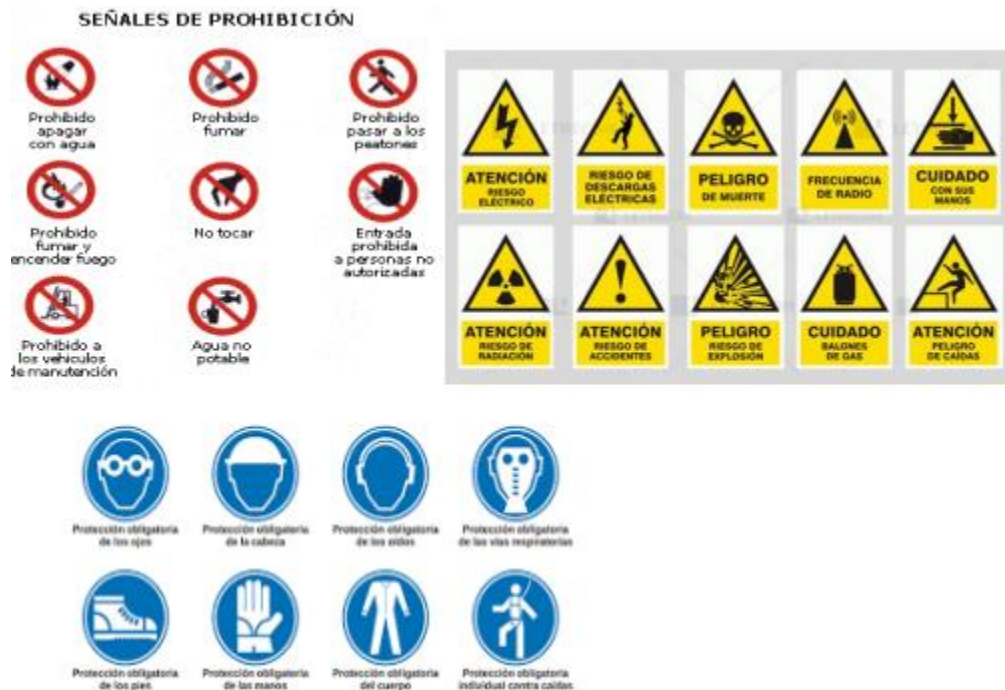 SEÑALES DE PROHIBICIÓN
Prohibido
apagar
con agua
Prohibido
fumar
Prohibido
pasar a los
peatones
Prohibido
fumar y
encender fuego
No tocar
Entrada
prohibida
a personas no
autorizadas
Prohibido a
los vehiculos
de manutención
Agua no
potable
ATENCIÓN
RIESGO
ELÉCTRICO
RIESGO DE
DESCARGAS
ELÉCTRICAS
PELIGRO
DE MUERTE
FRECUENCIA
DE RADIO
CUIDADO
CON SUS
MANOS
ATENCIÓN
RIESGO DE
RADIACIÓN
ATENCIÓN
RIESGO DE
ACCIDENTES
PELIGRO
RIESGO DE
EXPLOSIÓN
CUIDADO
BALONES
DE GAS
ATENCIÓN
PELIGRO
DE CAÍDAS
Protección obligatoria
de los ojos
Protección obligatoria
de la cabeza
Protección obligatoria
de los oídos
Protección obligatoria
de las vías respiratorias
Protección obligatoria
de los pies
Protección obligatoria
de las manos
Protección obligatoria
del cuerpo
Protección obligatoria
individual contra caídas